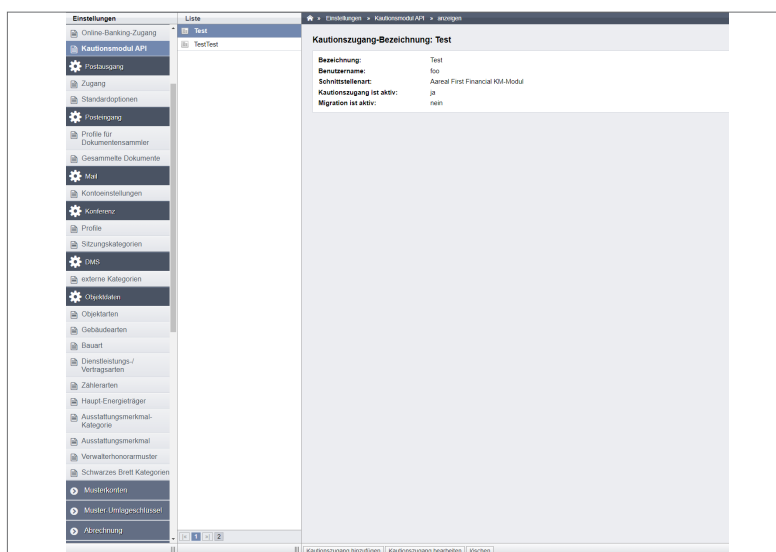 Einstellungen
Online-Banking-Zugang
Kautionsmodul API
Postausgang
Zugang
Standardoptionen
Posteingang
Profile für
Dokumentensammler
Gesammelte Dokumente
Mail
Kontoeinstellungen
Konferenz
Profile
Sitzungskategorien
DMS
externe Kategorien
Objektdaten
Objektarten
Gebäudearten
Bauart
Dienstleistungs-/
Vertragsarten
Zählerarten
Haupt-Energieträger
Ausstattungsmerkmal-
Kategorie
Ausstattungsmerkmal
Verwalterhonorarmuster
Schwarzes Brett Kategorien
Musterkonten
Muster Umlageschlüssel
Abrechnung
Liste
Test
TestTest
1 2
» Einstellungen » Kautionsmodul API » anzeigen
Kautionszugang-Bezeichnung: Test
Bezeichnung: Test
Benutzername: foo
Schnittstellenart: Aareal First Financial KM-Modul
Kautionszugang ist aktiv: ja
Migration ist aktiv: nein
Kautionszugang hinzufügen Kautionszugang bearbeiten löschen